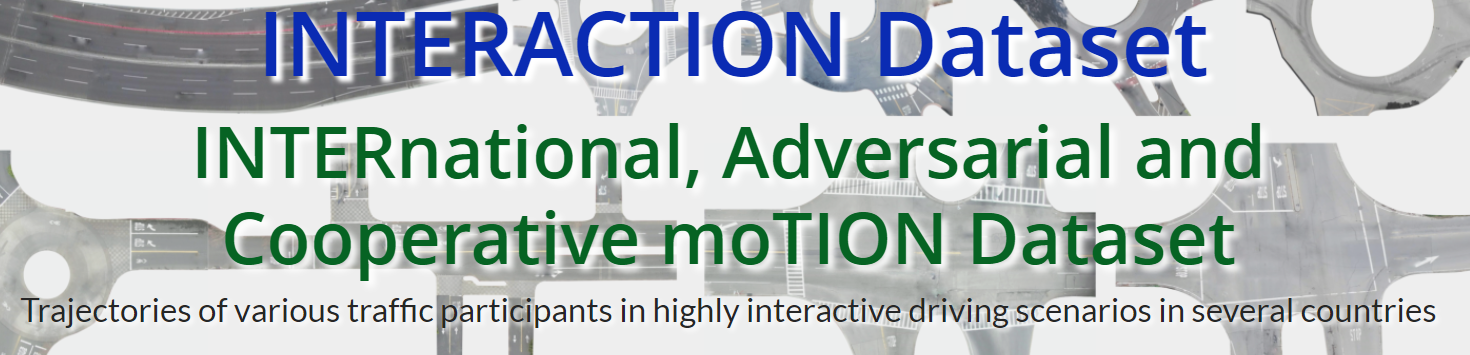 INTERACTION Dataset
INTERnational, Adversarial and
Cooperative moTION Dataset
Trajectories of various traffic participants in highly interactive driving scenarios in several countries